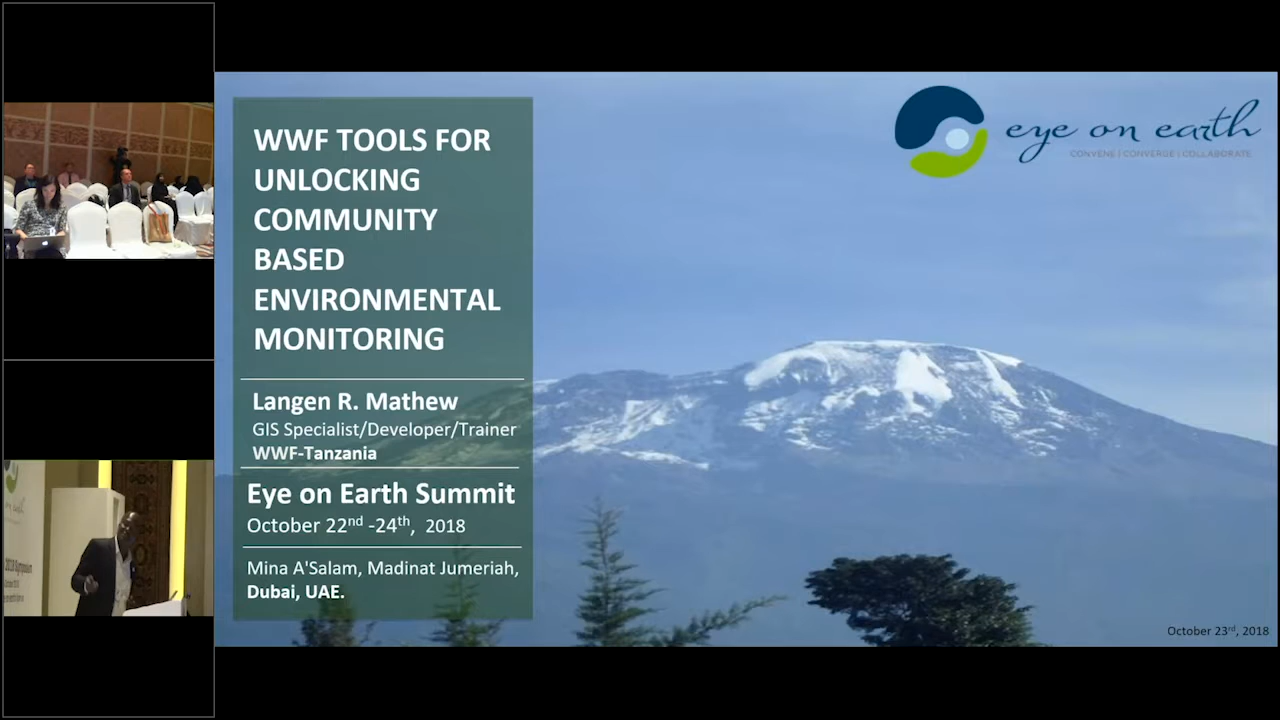 WWF TOOLS FOR
UNLOCKING
COMMUNITY
BASED
ENVIRONMENTAL
MONITORING
Langen R. Mathew
GIS Specialist/Developer/Trainer
WWF-Tanzania
Eye on Earth Summit
October 22nd -24th, 2018
Mina A'Salam, Madinat Jumeriah,
Dubai, UAE.
eye on earth
CONVENE | CONVERGE | COLLABORATE
October 23rd, 2018
2018 Symposium